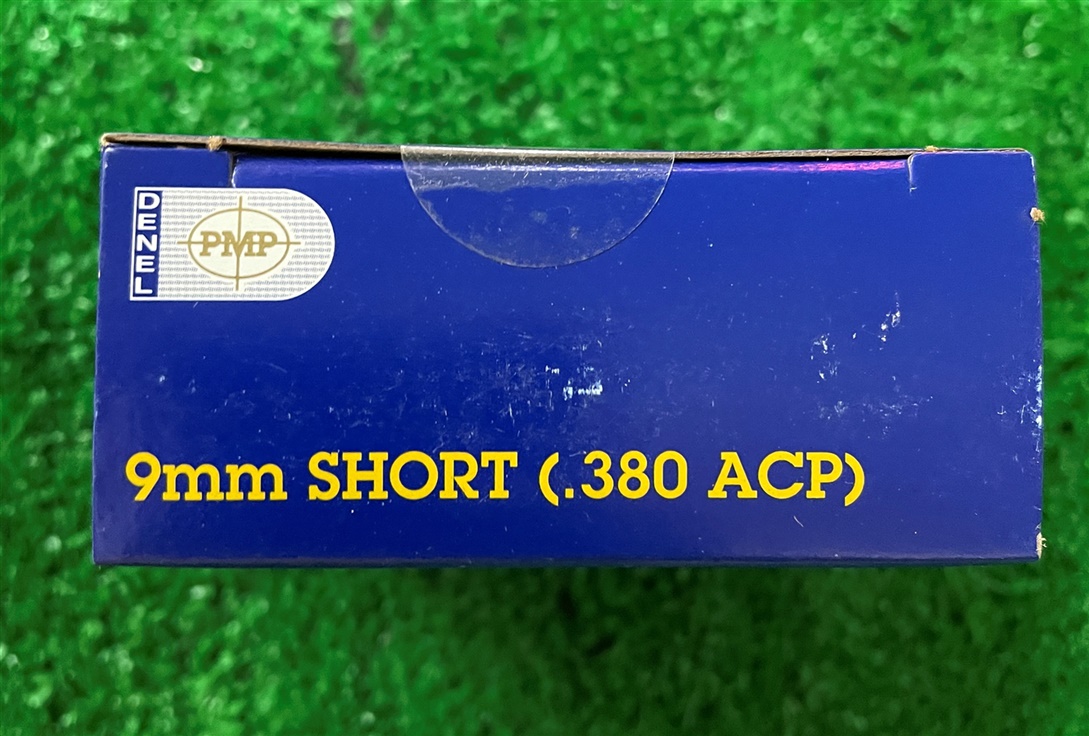 DENEL
PMP
9mm SHORT (.380 ACP)